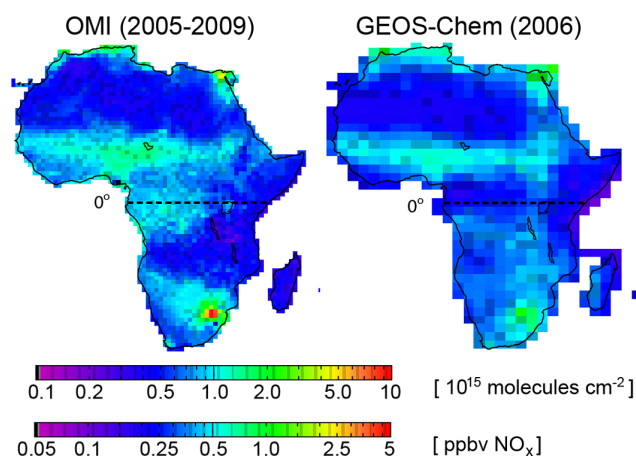 OMI (2005-2009) GEOS-Chem (2006)
0° 0°
0.1 0.2 0.5 1.0 2.0 5.0 10 [ 10¹⁵ molecules cm⁻² ]
0.05 0.1 0.25 0.5 1.0 2.5 5 [ ppbv NOₓ]